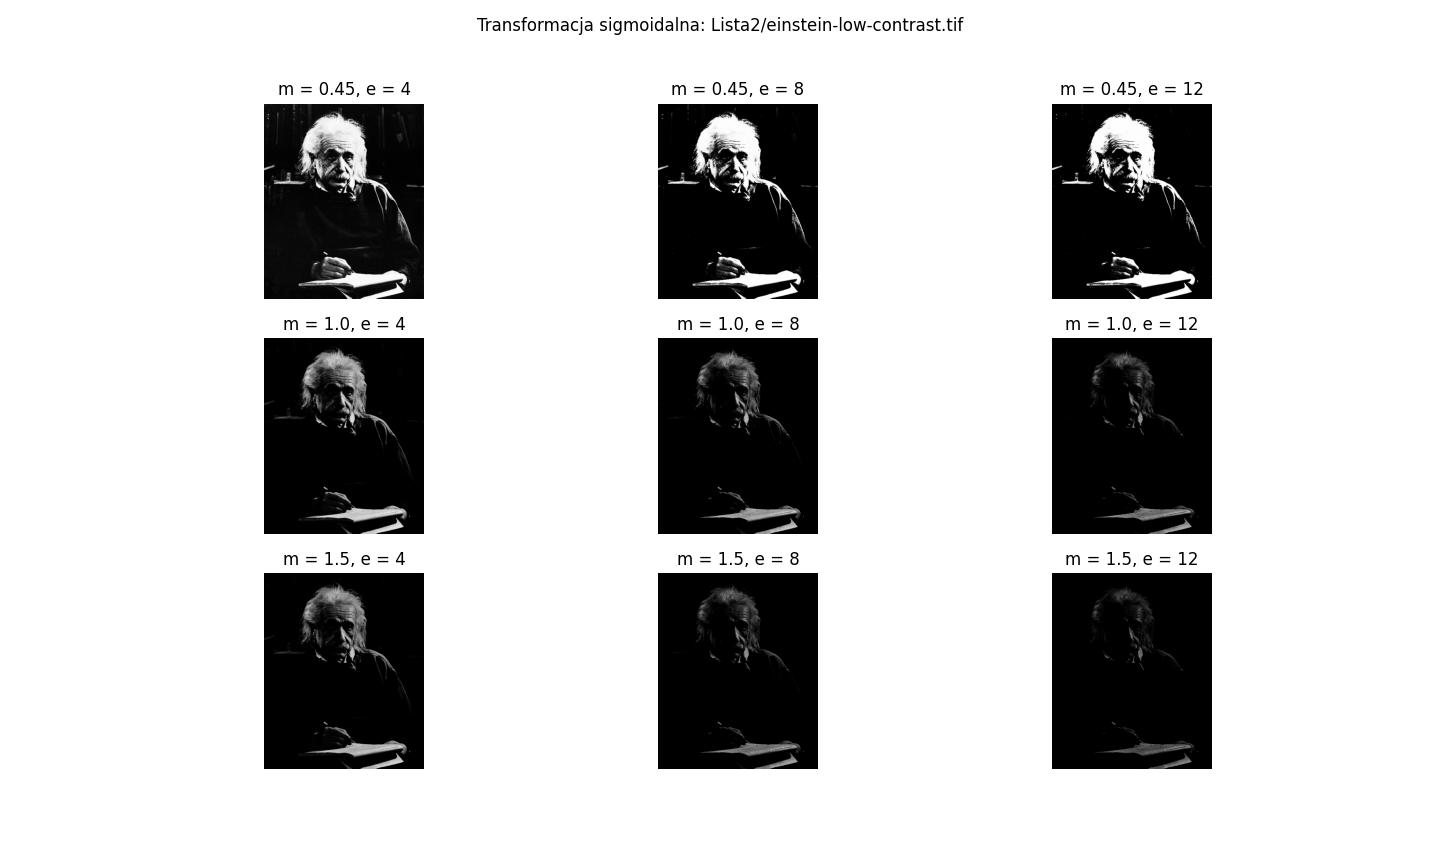 Transformacja sigmoidalna: Lista2/einstein-low-contrast.tif
m = 0.45, e = 4
m = 0.45, e = 8
m = 0.45, e = 12
m = 1.0, e = 4
m = 1.0, e = 8
m = 1.0, e = 12
m = 1.5, e = 4
m = 1.5, e = 8
m = 1.5, e = 12